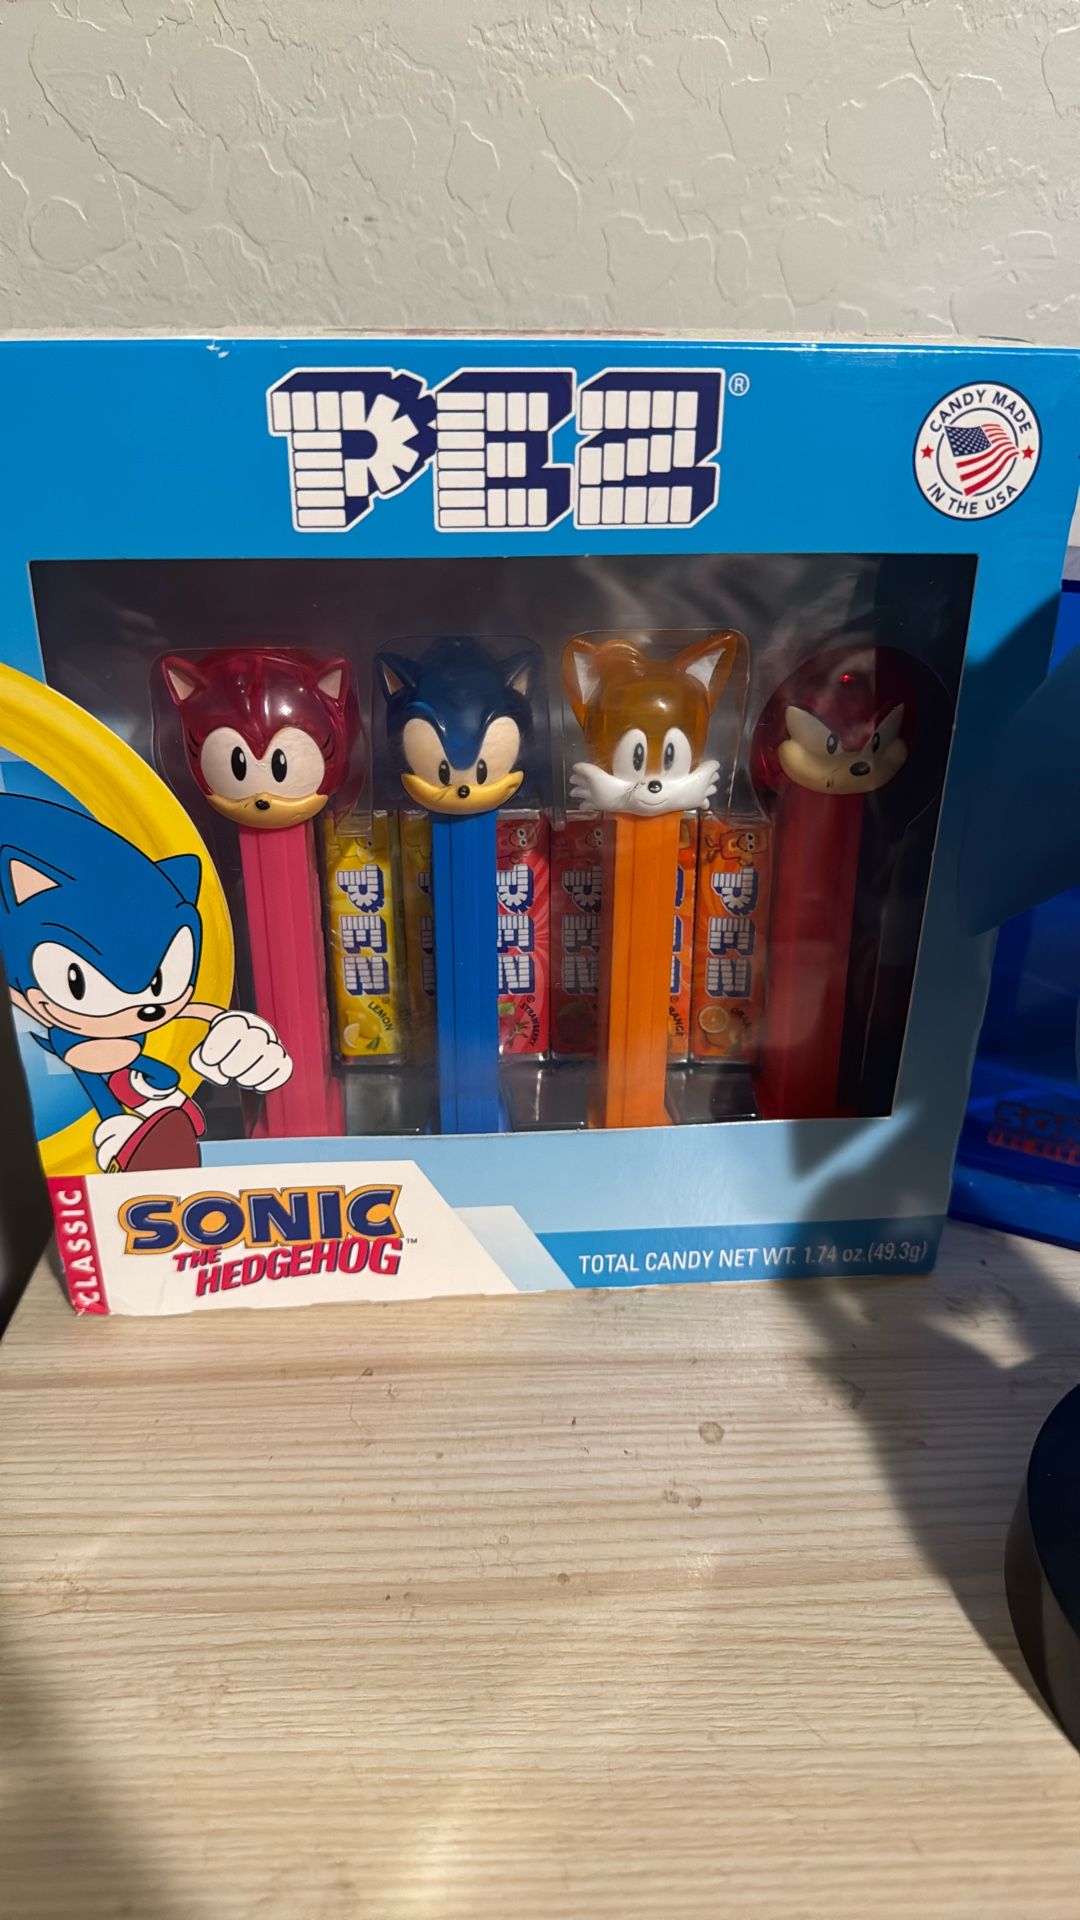 PEZ®
CANDY MADE
IN THE USA
PEZ
LEMON
PEZ
STRAWBERRY
PEZ
PEZ
CLASSIC
SONIC
THE
HEDGEHOG™
TOTAL CANDY NET WT. 1.74 oz.(49.3g)